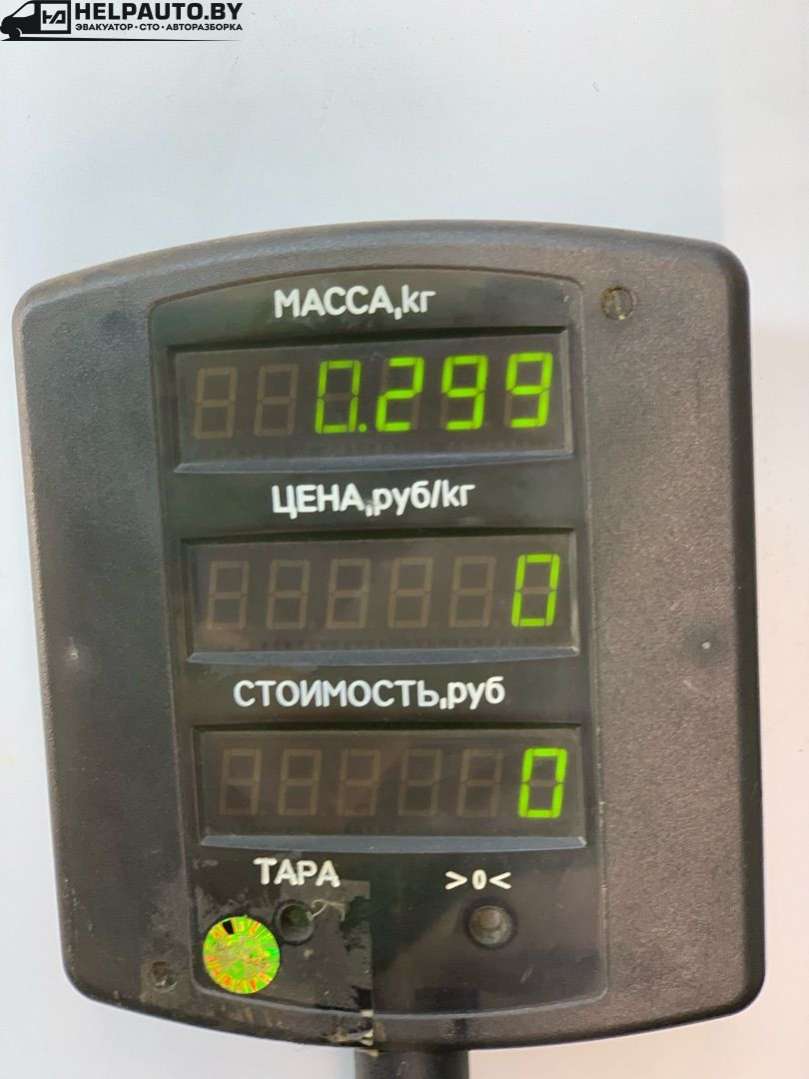 HELPAUTO.BY
ЭВАКУАТОР • СТО • АВТОРАЗБОРКА
МАССА,кг
0.299
ЦЕНА,руб/кг
0
СТОИМОСТЬ,руб
0
ТАРА >0<